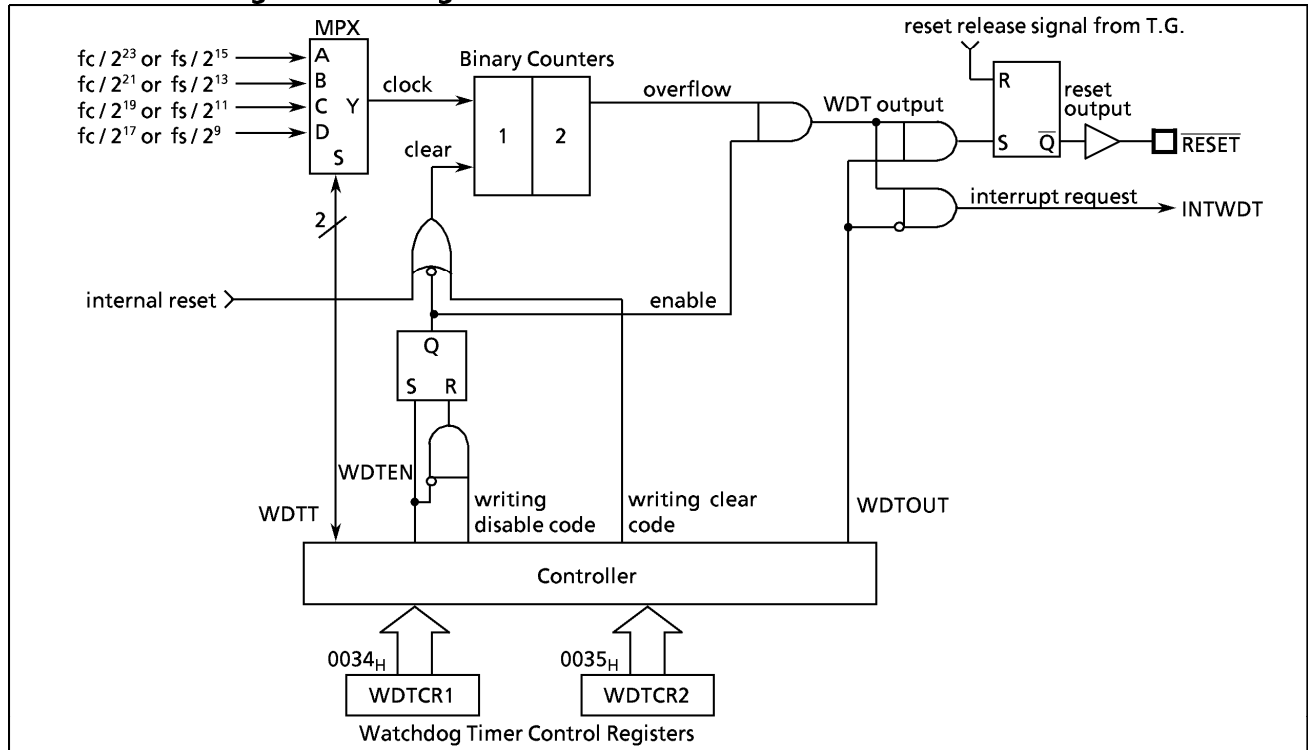 MPX
reset release signal from T.G.
fc / 2²³ or fs / 2¹⁵
A
fc / 2²¹ or fs / 2¹³
B
fc / 2¹⁹ or fs / 2¹¹
C
Y
fc / 2¹⁷ or fs / 2⁹
D
S
clock
Binary Counters
1
2
clear
overflow
WDT output
R
S
Q̅
reset
output
R̅E̅S̅E̅T̅
interrupt request
INTWDT
2
internal reset
enable
Q
S R
WDTEN
WDTT
writing
disable code
writing clear
code
WDTOUT
Controller
0034H
0035H
WDTCR1
WDTCR2
Watchdog Timer Control Registers